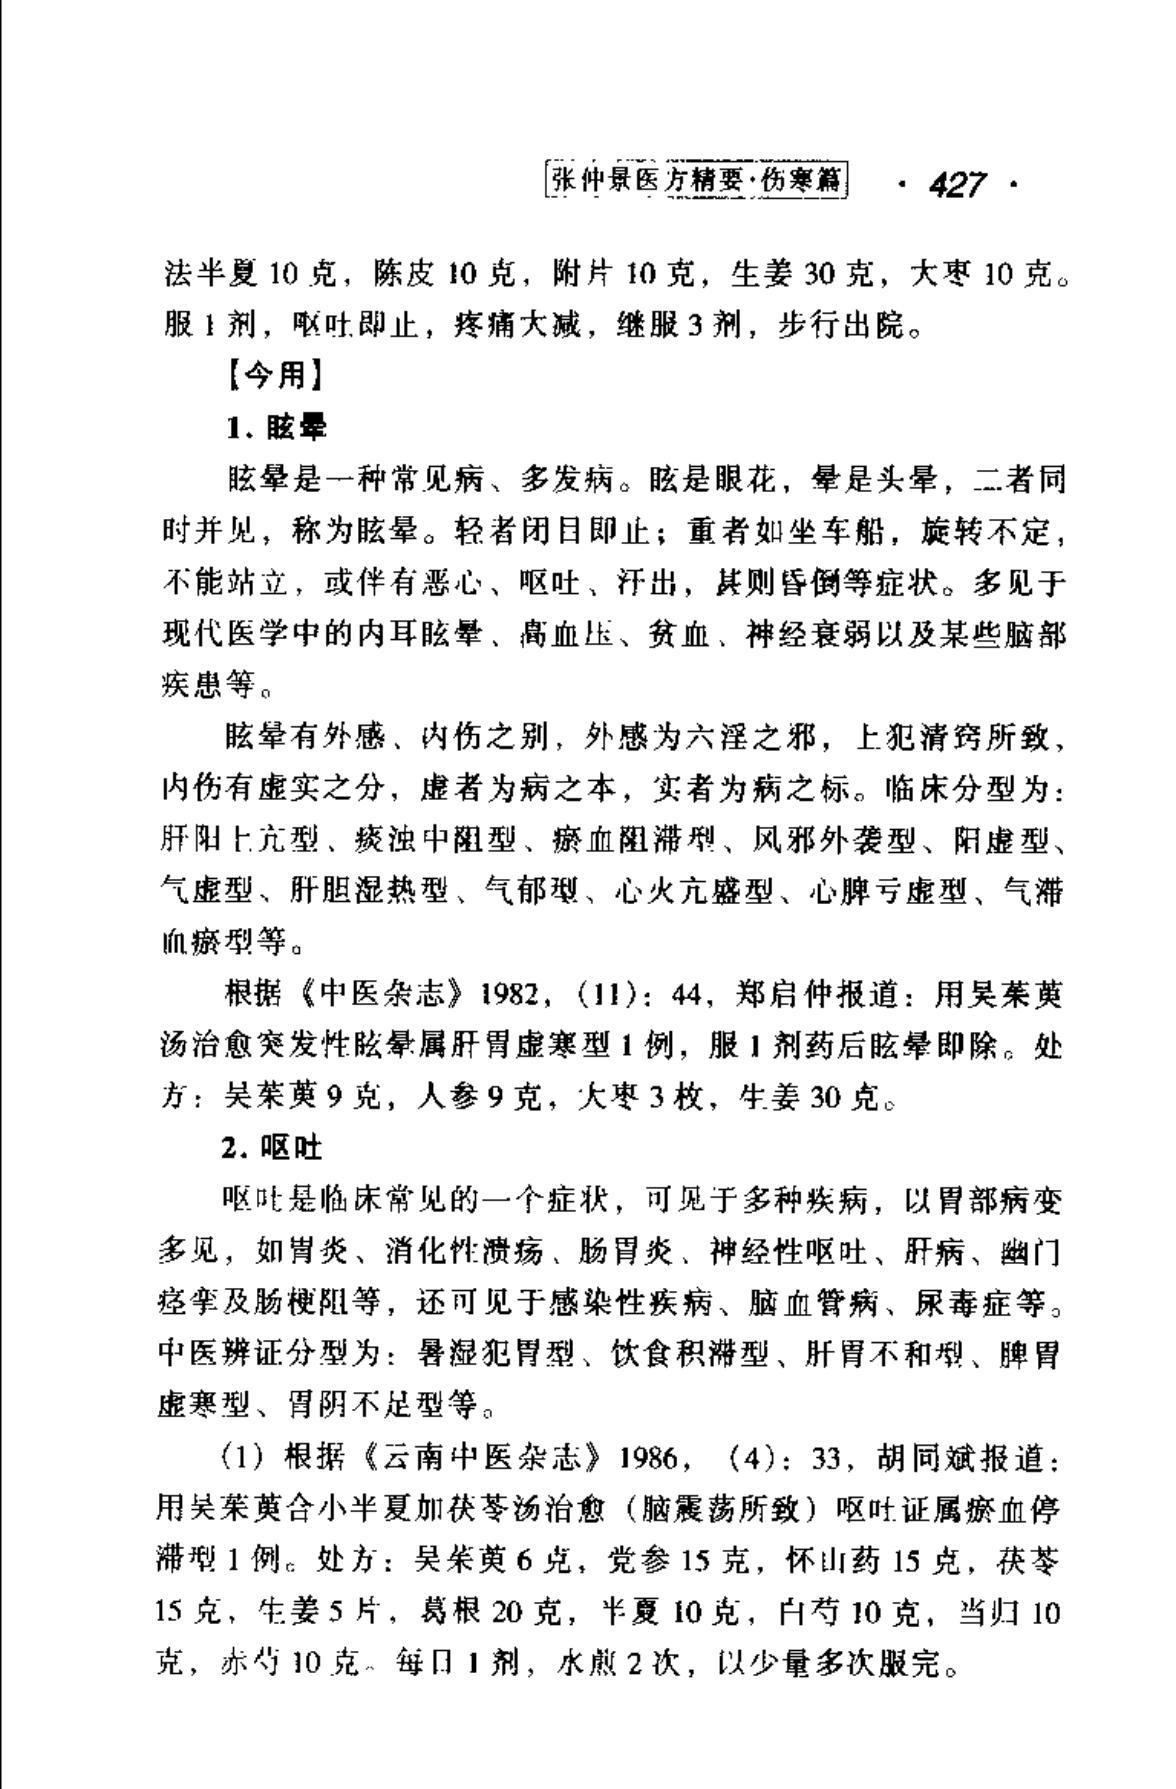 张仲景医方精要·伤寒篇 · 427 ·
法半夏 10 克，陈皮 10 克，附片 10 克，生姜 30 克，大枣 10 克。
服 1 剂，呕吐即止，疼痛大减，继服 3 剂，步行出院。
【今用】
1. 眩晕
眩晕是一种常见病、多发病。眩是眼花，晕是头晕，二者同
时并见，称为眩晕。轻者闭目即止；重者如坐车船，旋转不定，
不能站立，或伴有恶心、呕吐、汗出，甚则昏倒等症状。多见于
现代医学中的内耳眩晕、高血压、贫血、神经衰弱以及某些脑部
疾患等。
眩晕有外感、内伤之别，外感为六淫之邪，上犯清窍所致，
内伤有虚实之分，虚者为病之本，实者为病之标。临床分型为：
肝阳上亢型、痰浊中阻型、瘀血阻滞型、风邪外袭型、阳虚型、
气虚型、肝胆湿热型、气郁型、心火亢盛型、心脾亏虚型、气滞
血瘀型等。
根据《中医杂志》1982，（11）：44，郑启仲报道：用吴茱萸
汤治愈突发性眩晕属肝胃虚寒型 1 例，服 1 剂药后眩晕即除。处
方：吴茱萸 9 克，人参 9 克，大枣 3 枚，生姜 30 克。
2. 呕吐
呕吐是临床常见的一个症状，可见于多种疾病，以胃部病变
多见，如胃炎、消化性溃疡、肠胃炎、神经性呕吐、肝病、幽门
痉挛及肠梗阻等，还可见于感染性疾病、脑血管病、尿毒症等。
中医辨证分型为：暑湿犯胃型、饮食积滞型、肝胃不和型、脾胃
虚寒型、胃阴不足型等。
（1）根据《云南中医杂志》1986，（4）：33，胡同斌报道：
用吴茱萸合小半夏加茯苓汤治愈（脑震荡所致）呕吐证属瘀血停
滞型 1 例。处方：吴茱萸 6 克，党参 15 克，怀山药 15 克，茯苓
15 克，生姜 5 片，葛根 20 克，半夏 10 克，白芍 10 克，当归 10
克，赤芍 10 克。每日 1 剂，水煎 2 次，以少量多次服完。